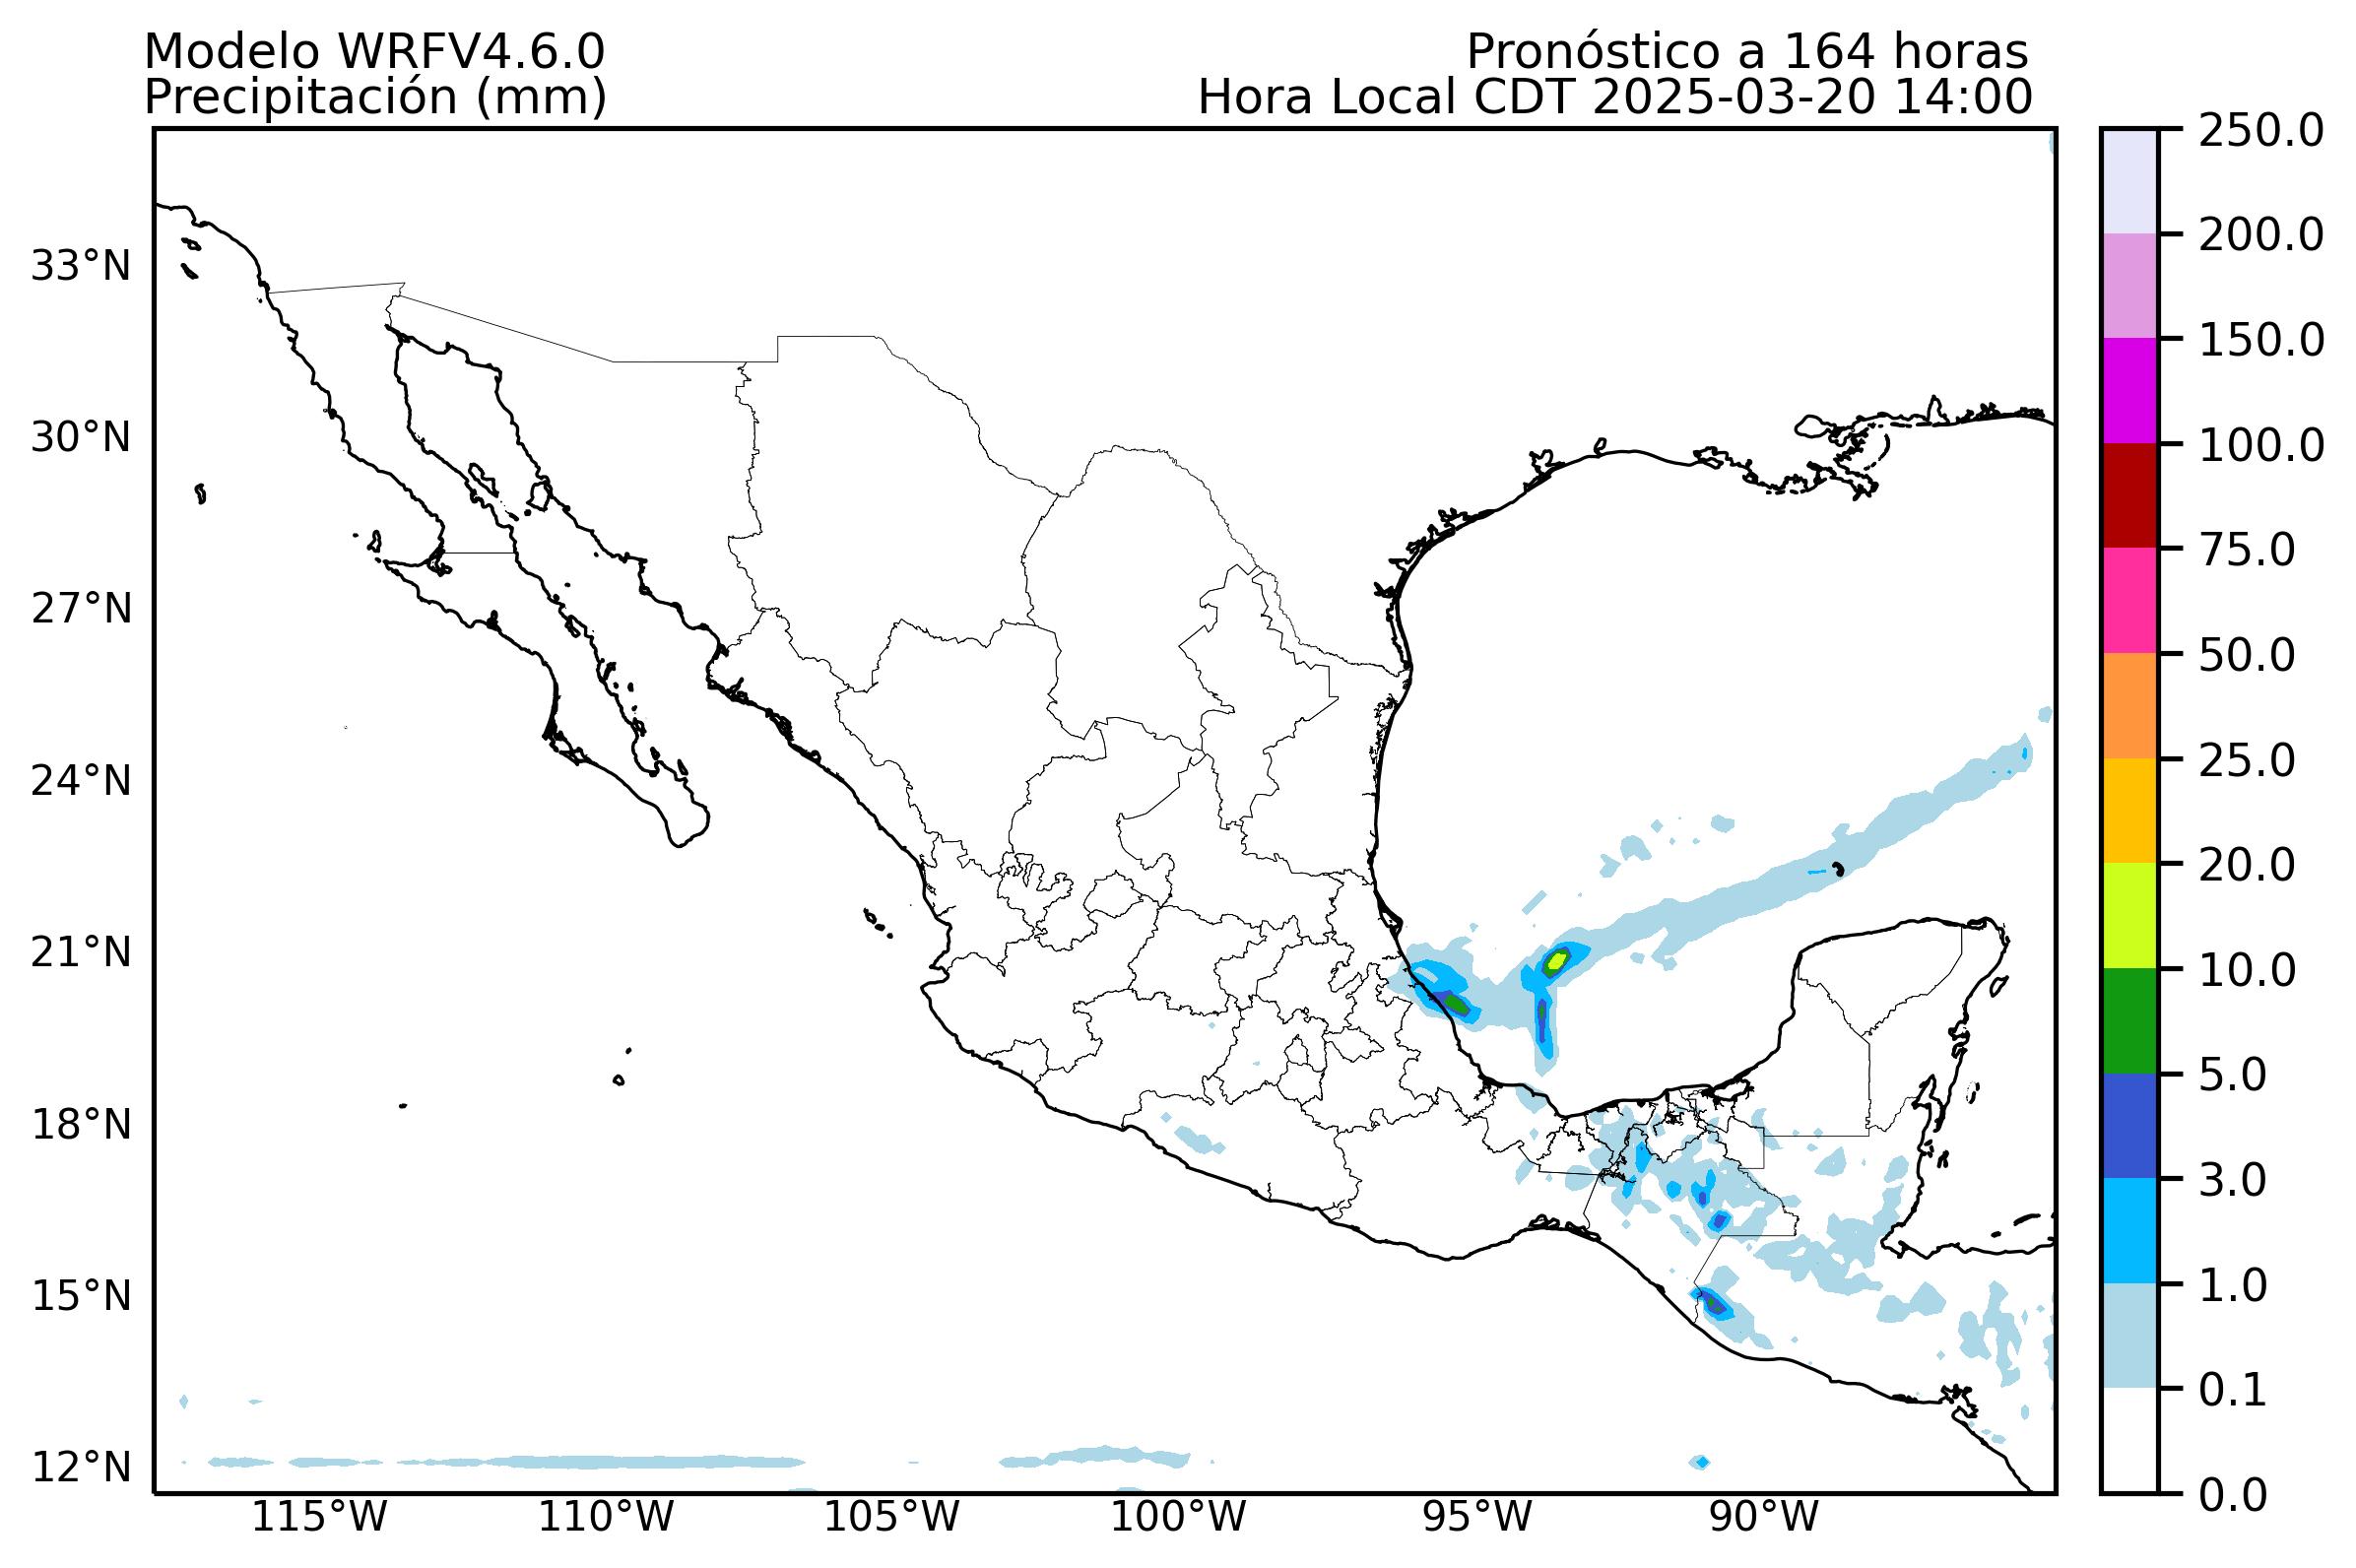 Modelo WRFV4.6.0
Precipitación (mm)
Pronóstico a 164 horas
Hora Local CDT 2025-03-20 14:00
33°N
30°N
27°N
24°N
21°N
18°N
15°N
12°N
115°W
110°W
105°W
100°W
95°W
90°W
250.0
200.0
150.0
100.0
75.0
50.0
25.0
20.0
10.0
5.0
3.0
1.0
0.1
0.0